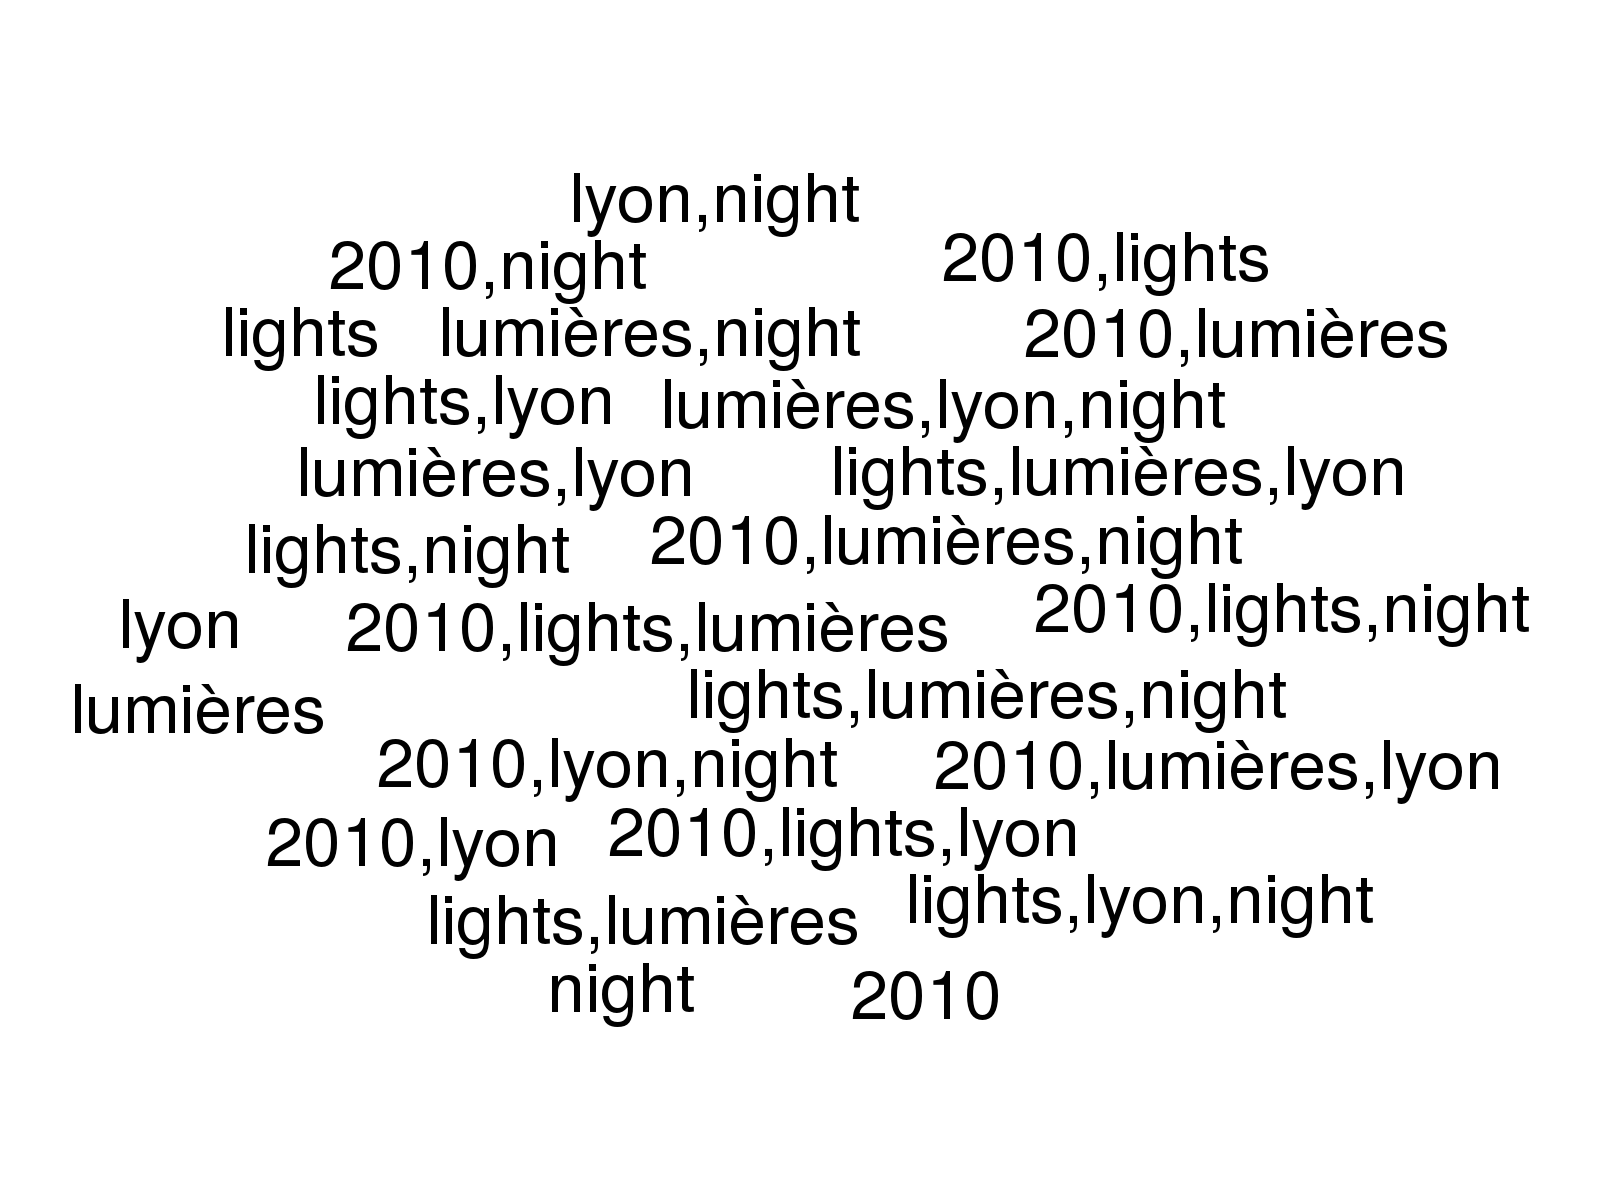 lyon,night
2010,night
2010,lights
lights
lumières,night
2010,lumières
lights,lyon
lumières,lyon,night
lumières,lyon
lights,lumières,lyon
lights,night
2010,lumières,night
lyon
2010,lights,lumières
2010,lights,night
lumières
lights,lumières,night
2010,lyon,night
2010,lumières,lyon
2010,lyon
2010,lights,lyon
lights,lumières
lights,lyon,night
night
2010